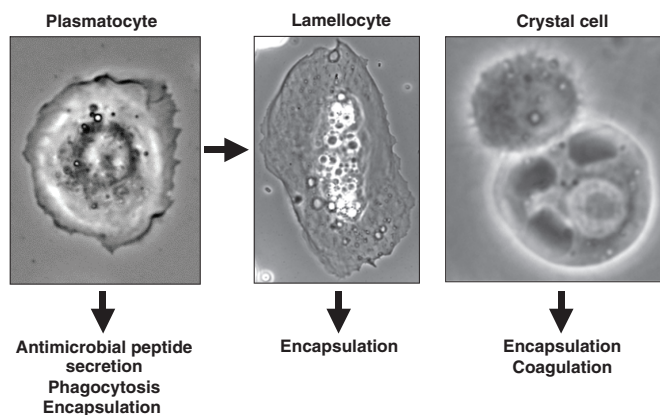 Plasmatocyte
Lamellocyte
Crystal cell
Antimicrobial peptide
secretion
Phagocytosis
Encapsulation
Encapsulation
Encapsulation
Coagulation